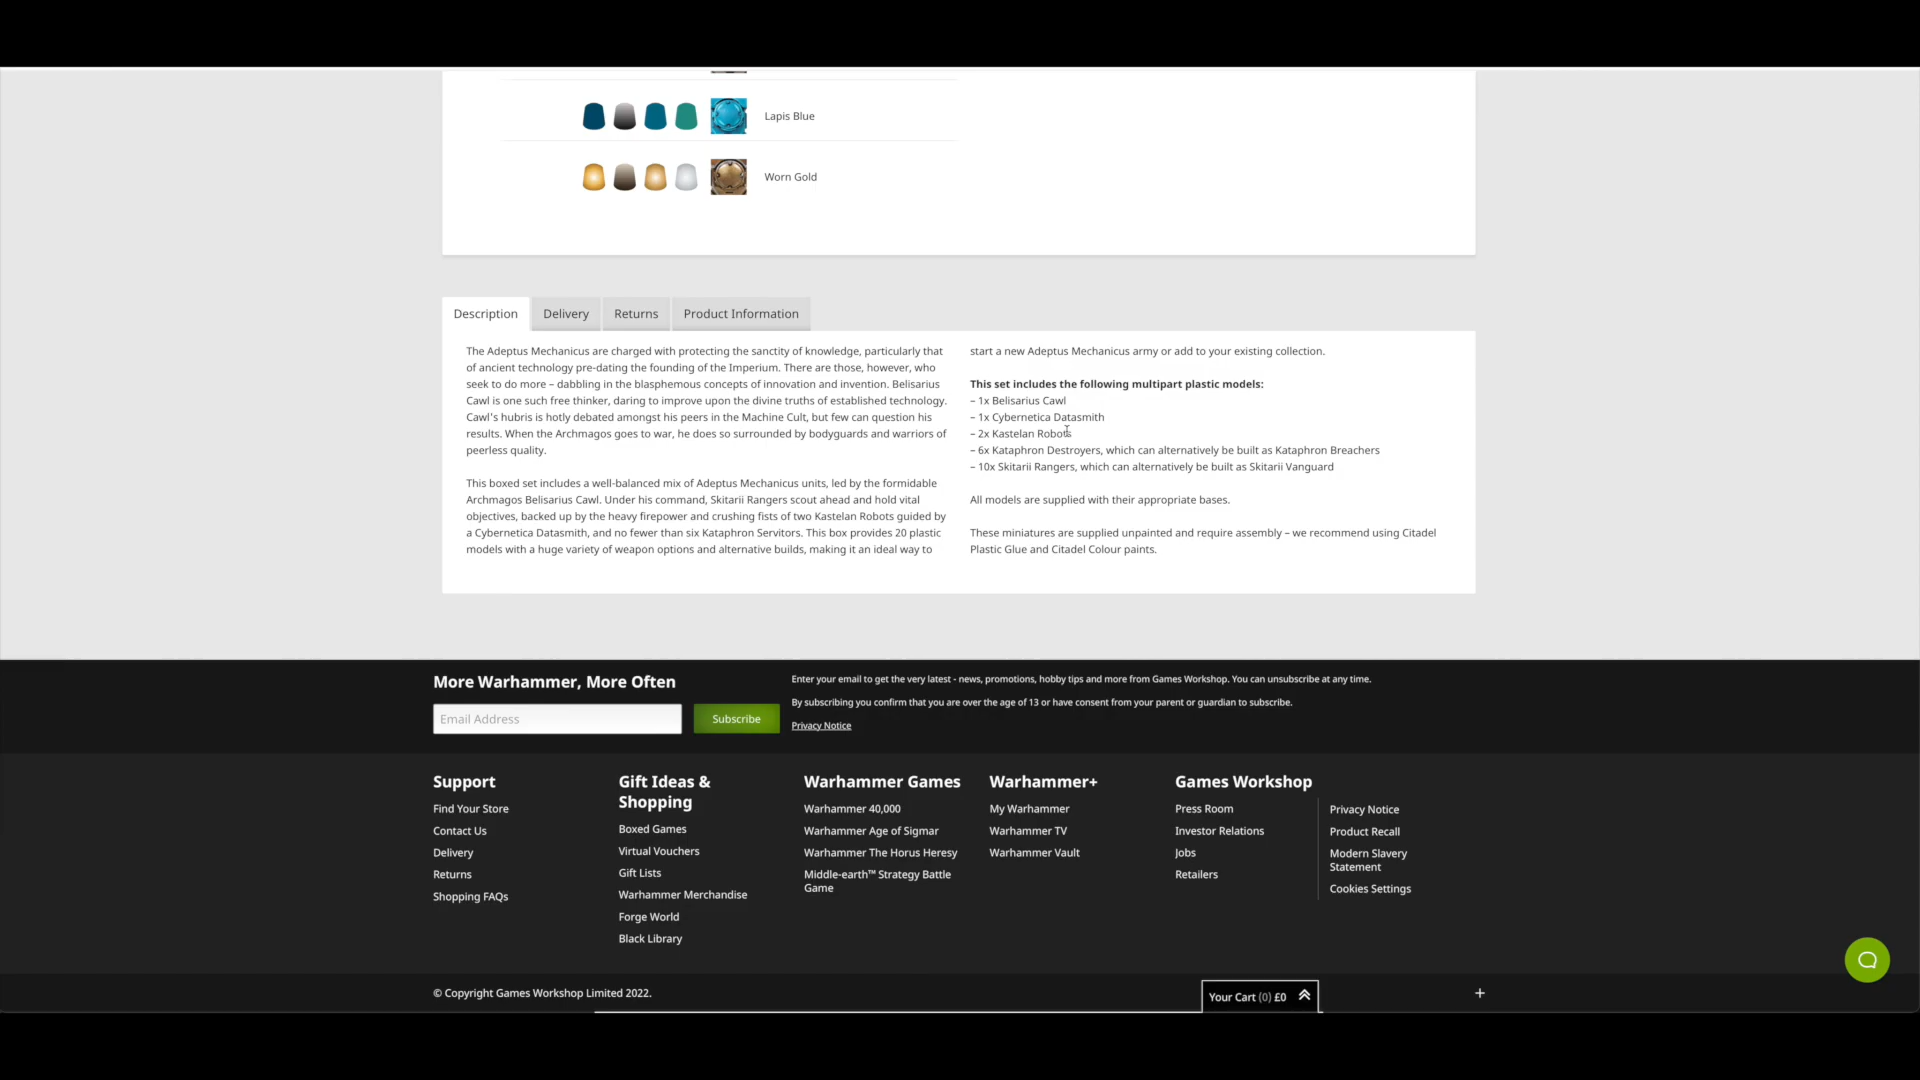 Lapis Blue
Worn Gold
Description
Delivery
Returns
Product Information
The Adeptus Mechanicus are charged with protecting the sanctity of knowledge, particularly that
of ancient technology pre-dating the founding of the Imperium. There are those, however, who
seek to do more – dabbling in the blasphemous concepts of innovation and invention. Belisarius
Cawl is one such free thinker, daring to improve upon the divine truths of established technology.
Cawl's hubris is hotly debated amongst his peers in the Machine Cult, but few can question his
results. When the Archmagos goes to war, he does so surrounded by bodyguards and warriors of
peerless quality.
This boxed set includes a well-balanced mix of Adeptus Mechanicus units, led by the formidable
Archmagos Belisarius Cawl. Under his command, Skitarii Rangers scout ahead and hold vital
objectives, backed up by the heavy firepower and crushing fists of two Kastelan Robots guided by
a Cybernetica Datasmith, and no fewer than six Kataphron Servitors. This box provides 20 plastic
models with a huge variety of weapon options and alternative builds, making it an ideal way to
start a new Adeptus Mechanicus army or add to your existing collection.
This set includes the following multipart plastic models:
– 1x Belisarius Cawl
– 1x Cybernetica Datasmith
– 2x Kastelan Robots
– 6x Kataphron Destroyers, which can alternatively be built as Kataphron Breachers
– 10x Skitarii Rangers, which can alternatively be built as Skitarii Vanguard
All models are supplied with their appropriate bases.
These miniatures are supplied unpainted and require assembly – we recommend using Citadel
Plastic Glue and Citadel Colour paints.
More Warhammer, More Often
Email Address
Subscribe
Enter your email to get the very latest - news, promotions, hobby tips and more from Games Workshop. You can unsubscribe at any time.
By subscribing you confirm that you are over the age of 13 or have consent from your parent or guardian to subscribe.
Privacy Notice
Support
Find Your Store
Contact Us
Delivery
Returns
Shopping FAQs
Gift Ideas &
Shopping
Boxed Games
Virtual Vouchers
Gift Lists
Warhammer Merchandise
Forge World
Black Library
Warhammer Games
Warhammer 40,000
Warhammer Age of Sigmar
Warhammer The Horus Heresy
Middle-earth™ Strategy Battle
Game
Warhammer+
My Warhammer
Warhammer TV
Warhammer Vault
Games Workshop
Press Room
Investor Relations
Jobs
Retailers
Privacy Notice
Product Recall
Modern Slavery
Statement
Cookies Settings
© Copyright Games Workshop Limited 2022.
Your Cart (0) £0
+